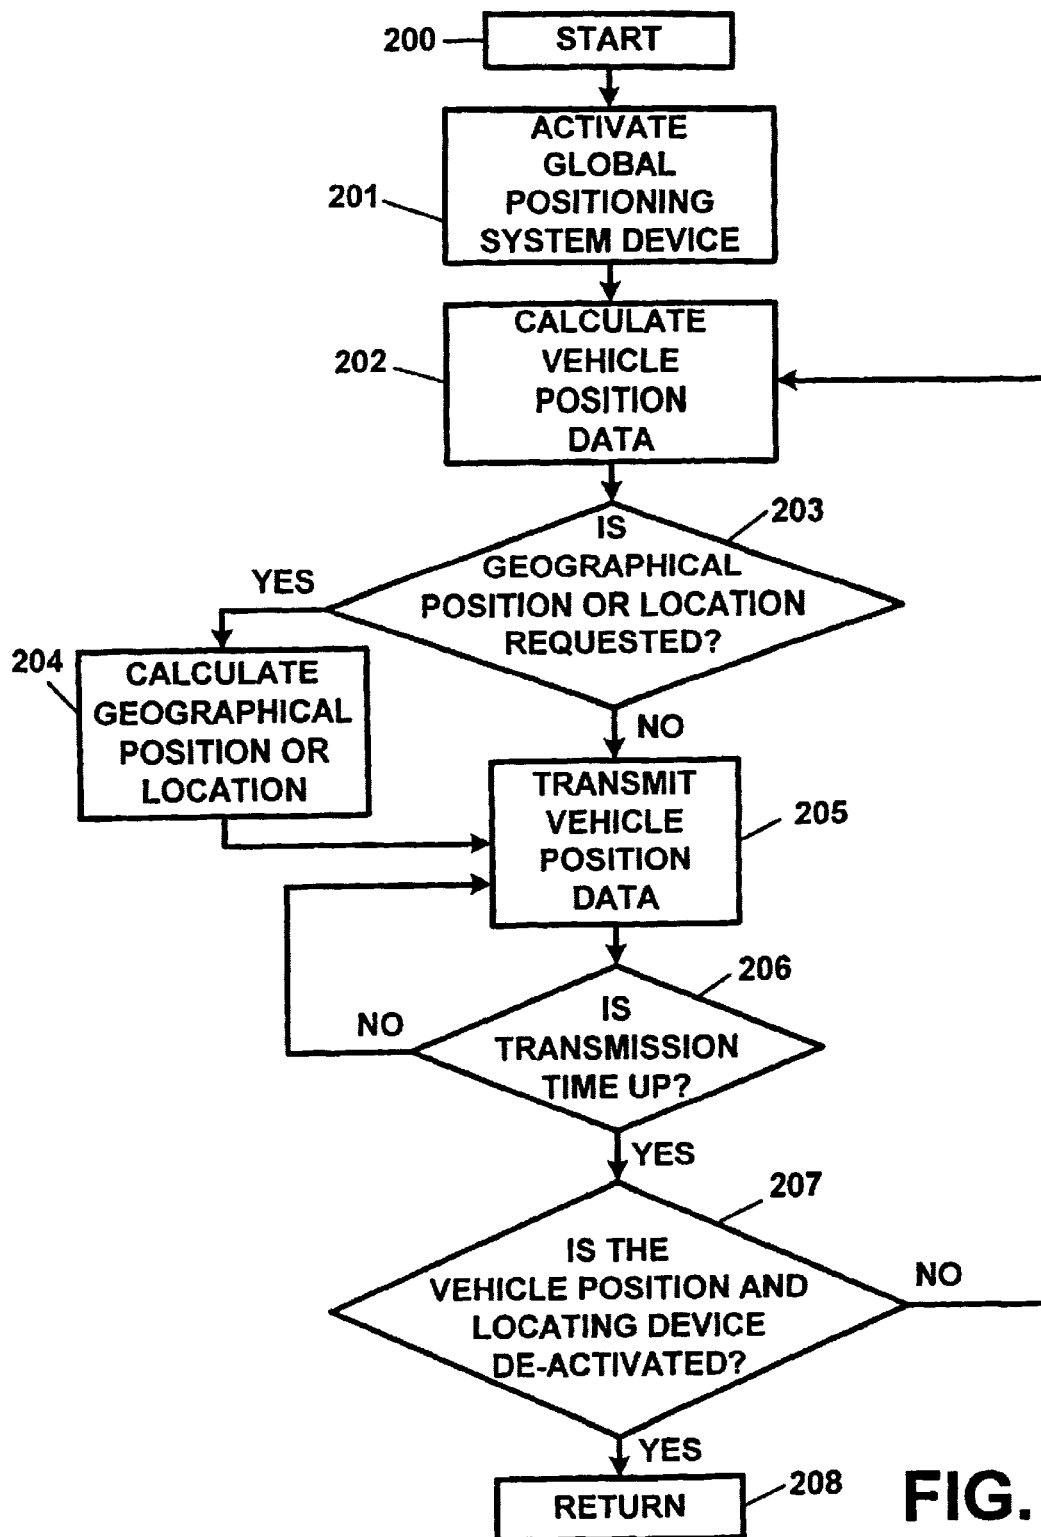 200
START
ACTIVATE
GLOBAL
POSITIONING
SYSTEM DEVICE
201
CALCULATE
VEHICLE
POSITION
DATA
202
203
IS
GEOGRAPHICAL
POSITION OR LOCATION
REQUESTED?
YES
NO
204
CALCULATE
GEOGRAPHICAL
POSITION OR
LOCATION
TRANSMIT
VEHICLE
POSITION
DATA
205
206
IS
TRANSMISSION
TIME UP?
NO
YES
207
IS THE
VEHICLE POSITION AND
LOCATING DEVICE
DE-ACTIVATED?
NO
YES
RETURN
208
FIG.